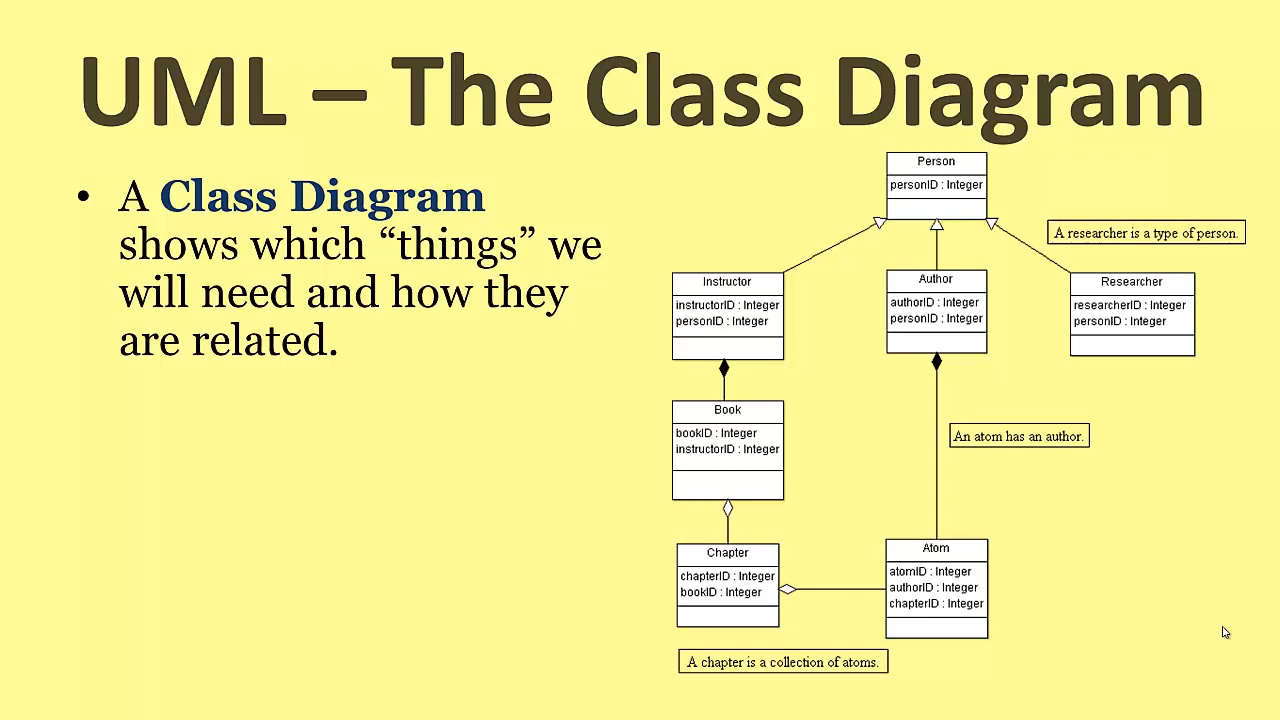 UML – The Class Diagram
• A Class Diagram
shows which “things” we
will need and how they
are related.
Person
personID : Integer
A researcher is a type of person.
Instructor
instructorID : Integer
personID : Integer
Author
authorID : Integer
personID : Integer
Researcher
researcherID : Integer
personID : Integer
Book
bookID : Integer
instructorID : Integer
An atom has an author.
Chapter
chapterID : Integer
bookID : Integer
Atom
atomID : Integer
authorID : Integer
chapterID : Integer
A chapter is a collection of atoms.